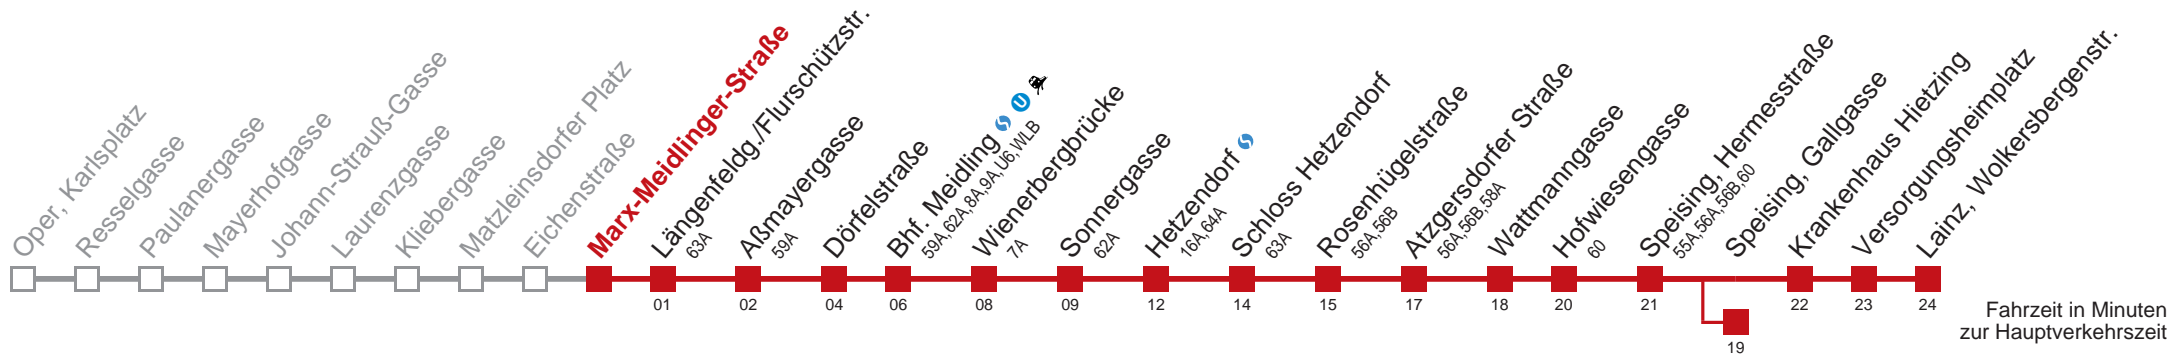 Oper, Karlsplatz
Resselgasse
Paulanergasse
Mayerhofgasse
Johann-Strauß-Gasse
Laurenzgasse
Kliebergasse
Matzleinsdorfer Platz
Eichenstraße
Marx-Meidlinger-Straße
Längenfeldg./Flurschützstr.
63A
Aßmayergasse
59A
Dörfelstraße
Bhf. Meidling U
59A,62A,8A,9A,U6,WLB
Wienerbergbrücke
7A
Sonnergasse
62A
Hetzendorf
16A,64A
Schloss Hetzendorf
63A
Rosenhügelstraße
56A,56B
Atzgersdorfer Straße
56A,56B,58A
Wattmanngasse
Hofwiesengasse
60
Speising, Hermesstraße
55A,56A,56B,60
Speising, Gallgasse
Krankenhaus Hietzing
Versorgungsheimplatz
Lainz, Wolkersbergenstr.
01 02 04 06 08 09 12 14 15 17 18 20 21 22 23 24
19
Fahrzeit in Minuten
zur Hauptverkehrszeit